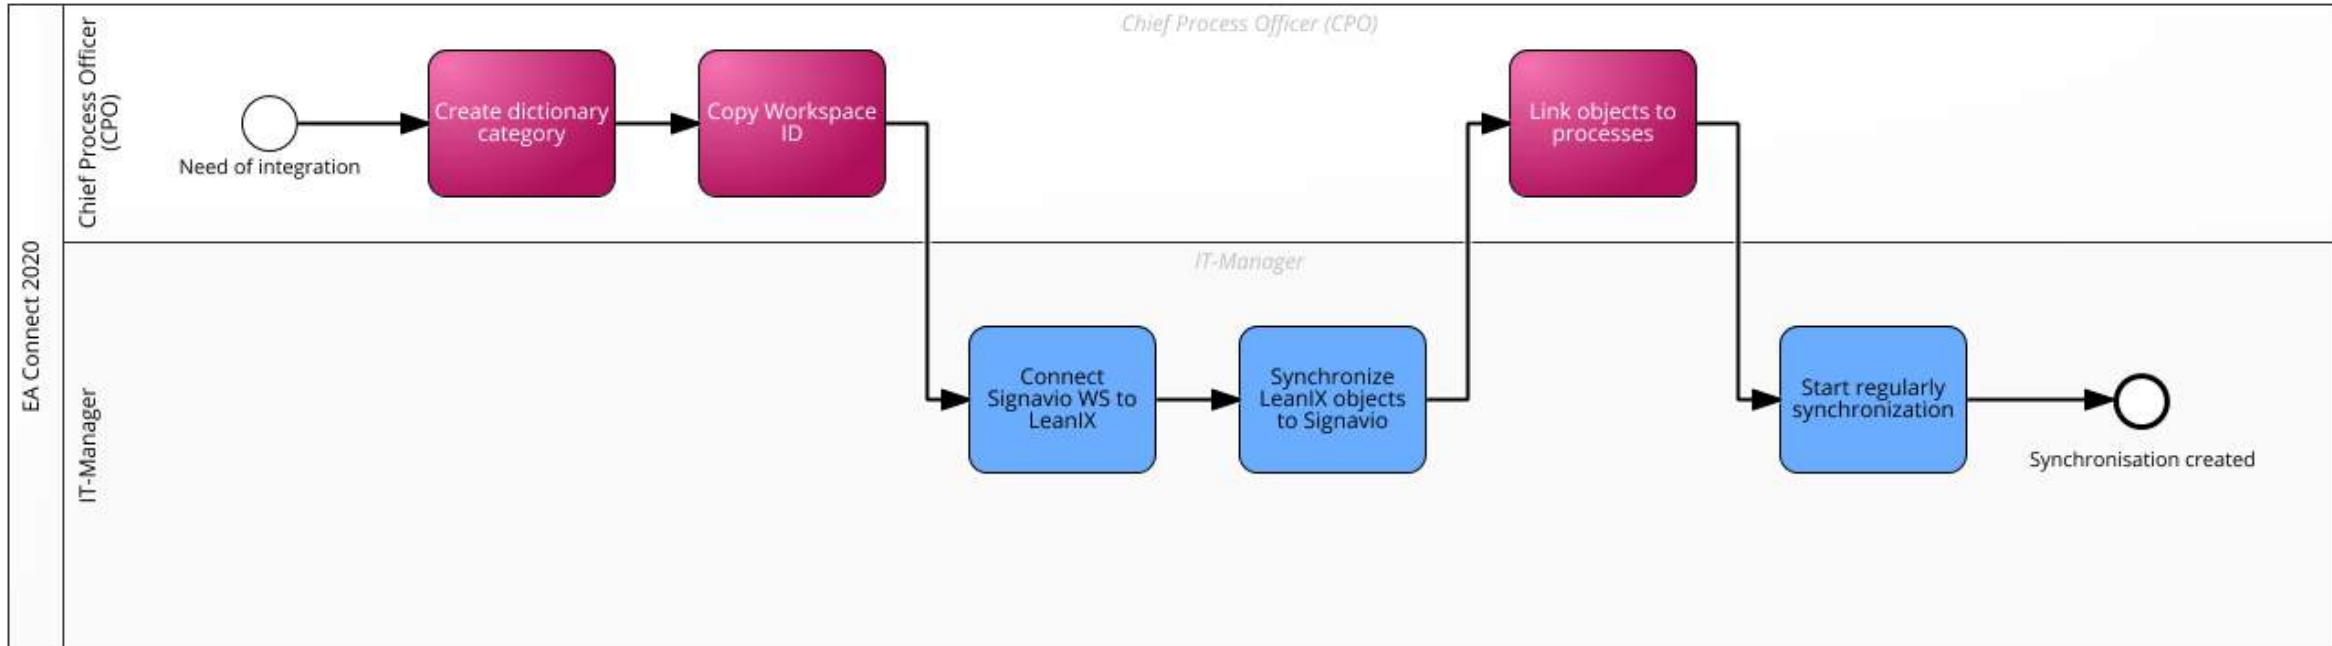 EA Connect 2020
Chief Process Officer
(CPO)
Chief Process Officer (CPO)
Need of integration
Create dictionary
category
Copy Workspace
ID
Link objects to
processes
IT-Manager
IT-Manager
Connect
Signavio WS to
LeanIX
Synchronize
LeanIX objects
to Signavio
Start regularly
synchronization
Synchronisation created